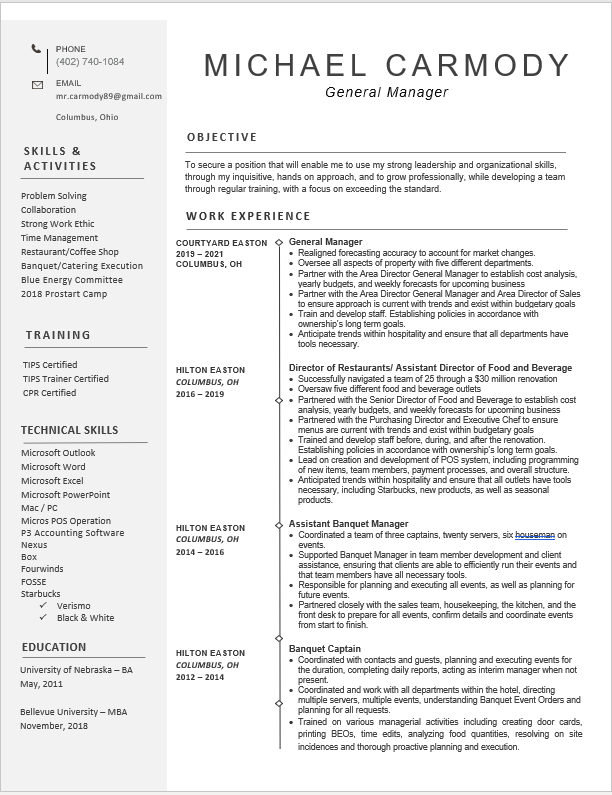 PHONE
(402) 740-1084
EMAIL
mr.carmody89@gmail.com
Columbus, Ohio
SKILLS &
ACTIVITIES
Problem Solving
Collaboration
Strong Work Ethic
Time Management
Restaurant/Coffee Shop
Banquet/Catering Execution
Blue Energy Committee
2018 Prostart Camp
TRAINING
TIPS Certified
TIPS Trainer Certified
CPR Certified
TECHNICAL SKILLS
Microsoft Outlook
Microsoft Word
Microsoft Excel
Microsoft PowerPoint
Mac / PC
Micros POS Operation
P3 Accounting Software
Nexus
Box
Fourwinds
FOSSE
Starbucks
✓ Verismo
✓ Black & White
EDUCATION
University of Nebraska – BA
May, 2011
Bellevue University – MBA
November, 2018
MICHAEL CARMODY
General Manager
OBJECTIVE
To secure a position that will enable me to use my strong leadership and organizational skills,
through my inquisitive, hands on approach, and to grow professionally, while developing a team
through regular training, with a focus on exceeding the standard.
WORK EXPERIENCE
COURTYARD EASTON
2019 – 2021
COLUMBUS, OH
General Manager
• Realigned forecasting accuracy to account for market changes.
• Oversee all aspects of property with five different departments.
• Partner with the Area Director General Manager to establish cost analysis,
yearly budgets, and weekly forecasts for upcoming business
• Partner with the Area Director General Manager and Area Director of Sales
to ensure approach is current with trends and exist within budgetary goals
• Train and develop staff. Establishing policies in accordance with
ownership's long term goals.
• Anticipate trends within hospitality and ensure that all departments have
tools necessary.
HILTON EASTON
COLUMBUS, OH
2016 – 2019
Director of Restaurants/ Assistant Director of Food and Beverage
• Successfully navigated a team of 25 through a $30 million renovation
• Oversaw five different food and beverage outlets
• Partnered with the Senior Director of Food and Beverage to establish cost
analysis, yearly budgets, and weekly forecasts for upcoming business
• Partnered with the Purchasing Director and Executive Chef to ensure
menus are current with trends and exist within budgetary goals
• Trained and develop staff before, during, and after the renovation.
Establishing policies in accordance with ownership's long term goals.
• Lead on creation and development of POS system, including programming
of new items, team members, payment processes, and overall structure.
• Anticipated trends within hospitality and ensure that all outlets have tools
necessary, including Starbucks, new products, as well as seasonal
products.
HILTON EASTON
COLUMBUS, OH
2014 – 2016
Assistant Banquet Manager
• Coordinated a team of three captains, twenty servers, six houseman on
events.
• Supported Banquet Manager in team member development and client
assistance, ensuring that clients are able to efficiently run their events and
that team members have all necessary tools.
• Responsible for planning and executing all events, as well as planning for
future events.
• Partnered closely with the sales team, housekeeping, the kitchen, and the
front desk to prepare for all events, confirm details and coordinate events
from start to finish.
HILTON EASTON
COLUMBUS, OH
2012 – 2014
Banquet Captain
• Coordinated with contacts and guests, planning and executing events for
the duration, completing daily reports, acting as interim manager when not
present.
• Coordinated and work with all departments within the hotel, directing
multiple servers, multiple events, understanding Banquet Event Orders and
planning for all requests.
• Trained on various managerial activities including creating door cards,
printing BEOs, time edits, analyzing food quantities, resolving on site
incidences and thorough proactive planning and execution.